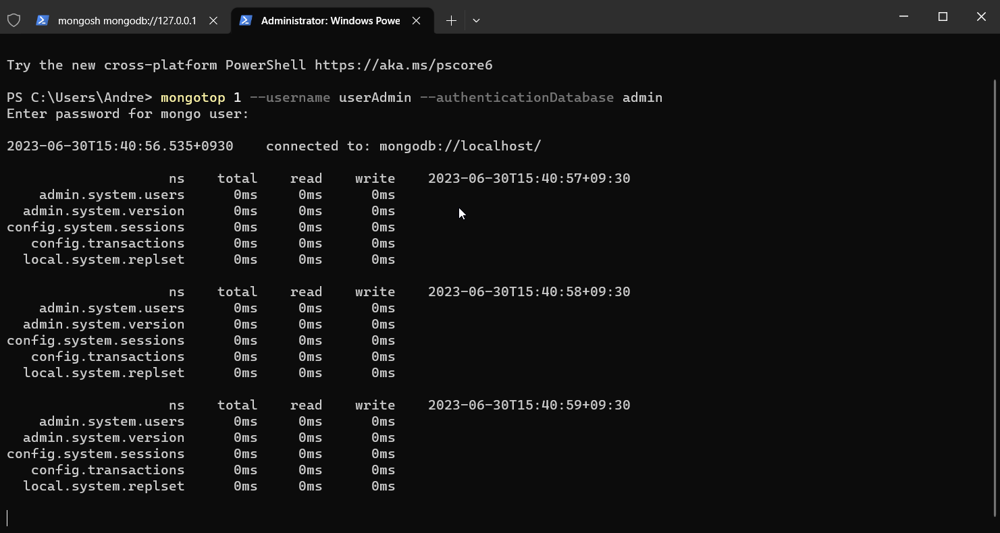 mongosh mongodb://127.0.0.1
Administrator: Windows Powe
Try the new cross-platform PowerShell https://aka.ms/pscore6
PS C:\Users\Andre> mongotop 1 --username userAdmin --authenticationDatabase admin
Enter password for mongo user:
2023-06-30T15:40:56.535+0930    connected to: mongodb://localhost/
                    ns    total    read    write    2023-06-30T15:40:57+09:30
    admin.system.users      0ms     0ms      0ms
  admin.system.version      0ms     0ms      0ms
config.system.sessions      0ms     0ms      0ms
   config.transactions      0ms     0ms      0ms
  local.system.replset      0ms     0ms      0ms
                    ns    total    read    write    2023-06-30T15:40:58+09:30
    admin.system.users      0ms     0ms      0ms
  admin.system.version      0ms     0ms      0ms
config.system.sessions      0ms     0ms      0ms
   config.transactions      0ms     0ms      0ms
  local.system.replset      0ms     0ms      0ms
                    ns    total    read    write    2023-06-30T15:40:59+09:30
    admin.system.users      0ms     0ms      0ms
  admin.system.version      0ms     0ms      0ms
config.system.sessions      0ms     0ms      0ms
   config.transactions      0ms     0ms      0ms
  local.system.replset      0ms     0ms      0ms